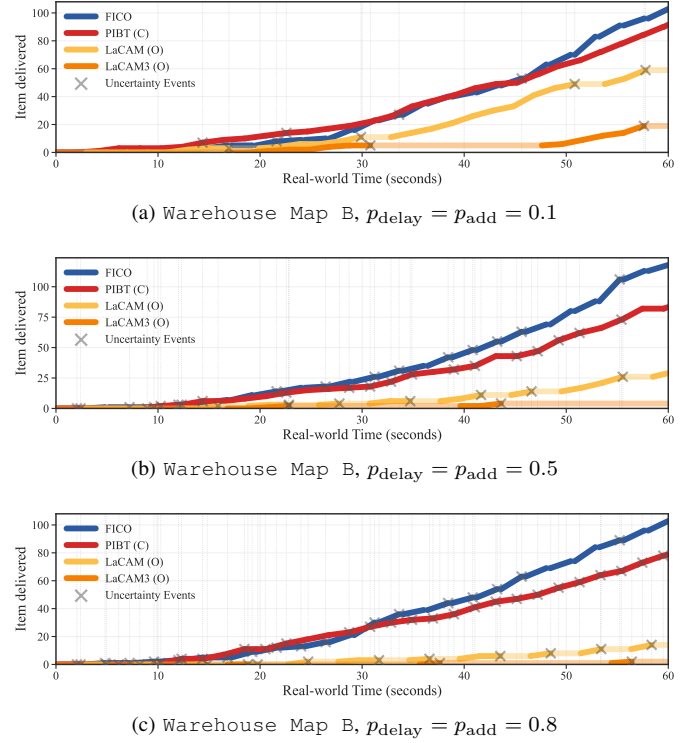 100
80
60
40
20
0
Item delivered
FICO
PIBT (C)
LaCAM (O)
LaCAM3 (O)
Uncertainty Events
0 10 20 30 40 50 60
Real-world Time (seconds)
(a) Warehouse Map B, p_delay = p_add = 0.1
100
75
50
25
0
Item delivered
FICO
PIBT (C)
LaCAM (O)
LaCAM3 (O)
Uncertainty Events
0 10 20 30 40 50 60
Real-world Time (seconds)
(b) Warehouse Map B, p_delay = p_add = 0.5
100
80
60
40
20
0
Item delivered
FICO
PIBT (C)
LaCAM (O)
LaCAM3 (O)
Uncertainty Events
0 10 20 30 40 50 60
Real-world Time (seconds)
(c) Warehouse Map B, p_delay = p_add = 0.8